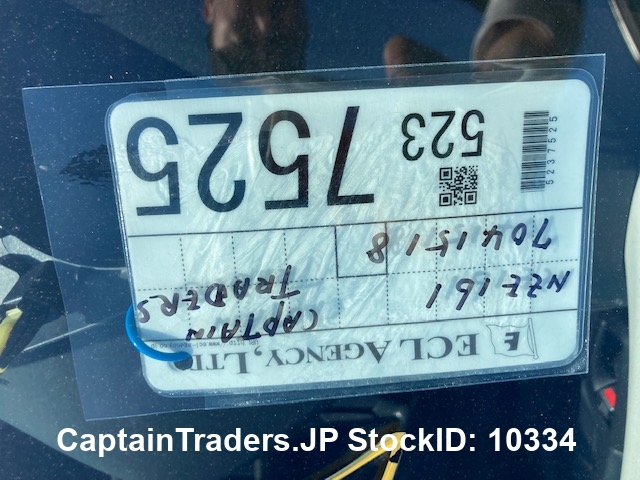 E ECL AGENCY, LTD
NZE161 CAPTAIN
TRADERS
7041518
5237525
523 7525
CaptainTraders.JP StockID: 10334